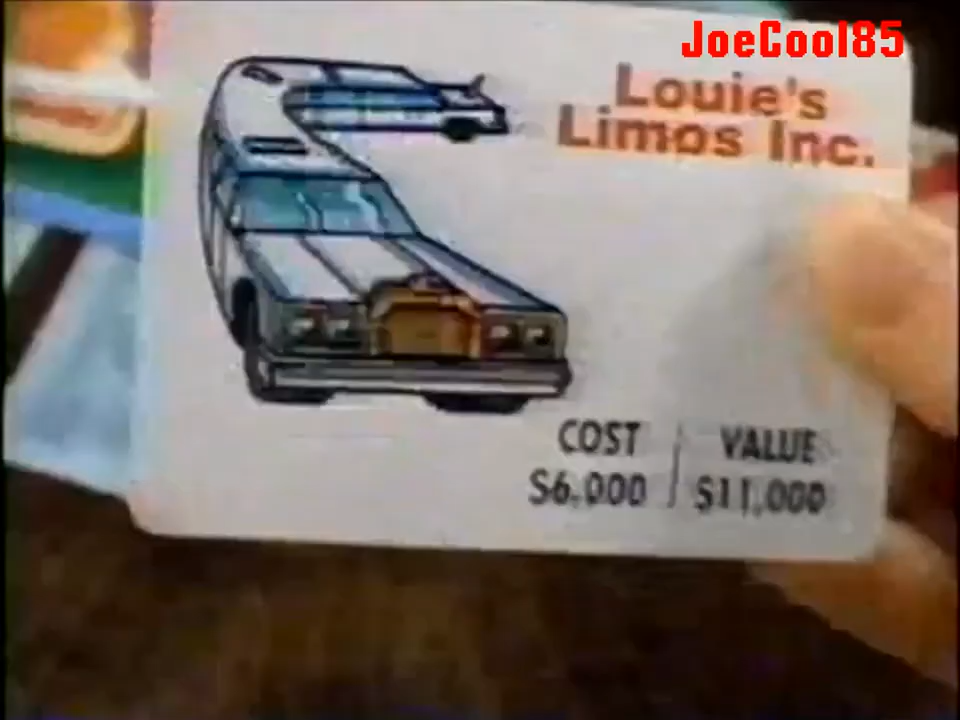 JoeCool85
Louie's
Limos Inc.
COST VALUE
$6,000 $11,000